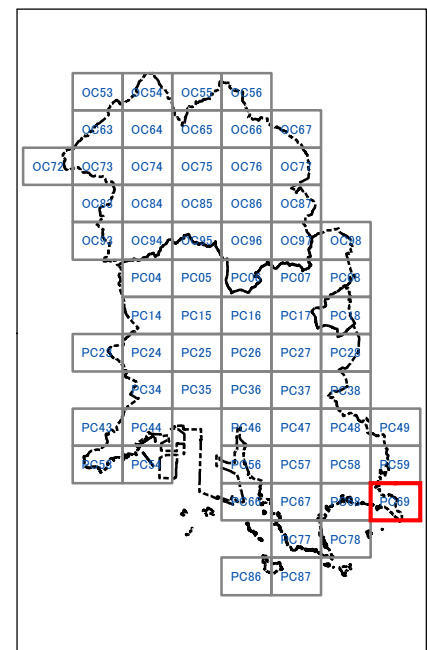 OC53 OC54 OC55 OC56
OC63 OC64 OC65 OC66 OC67
OC72 OC73 OC74 OC75 OC76 OC77
OC83 OC84 OC85 OC86 OC87
OC93 OC94 OC95 OC96 OC97 OC98
PC04 PC05 PC06 PC07 PC08
PC14 PC15 PC16 PC17 PC18
PC23 PC24 PC25 PC26 PC27 PC28
PC34 PC35 PC36 PC37 PC38
PC43 PC44 PC46 PC47 PC48 PC49
PC53 PC54 PC56 PC57 PC58 PC59
PC66 PC67 PC68 PC69
PC77 PC78
PC86 PC87